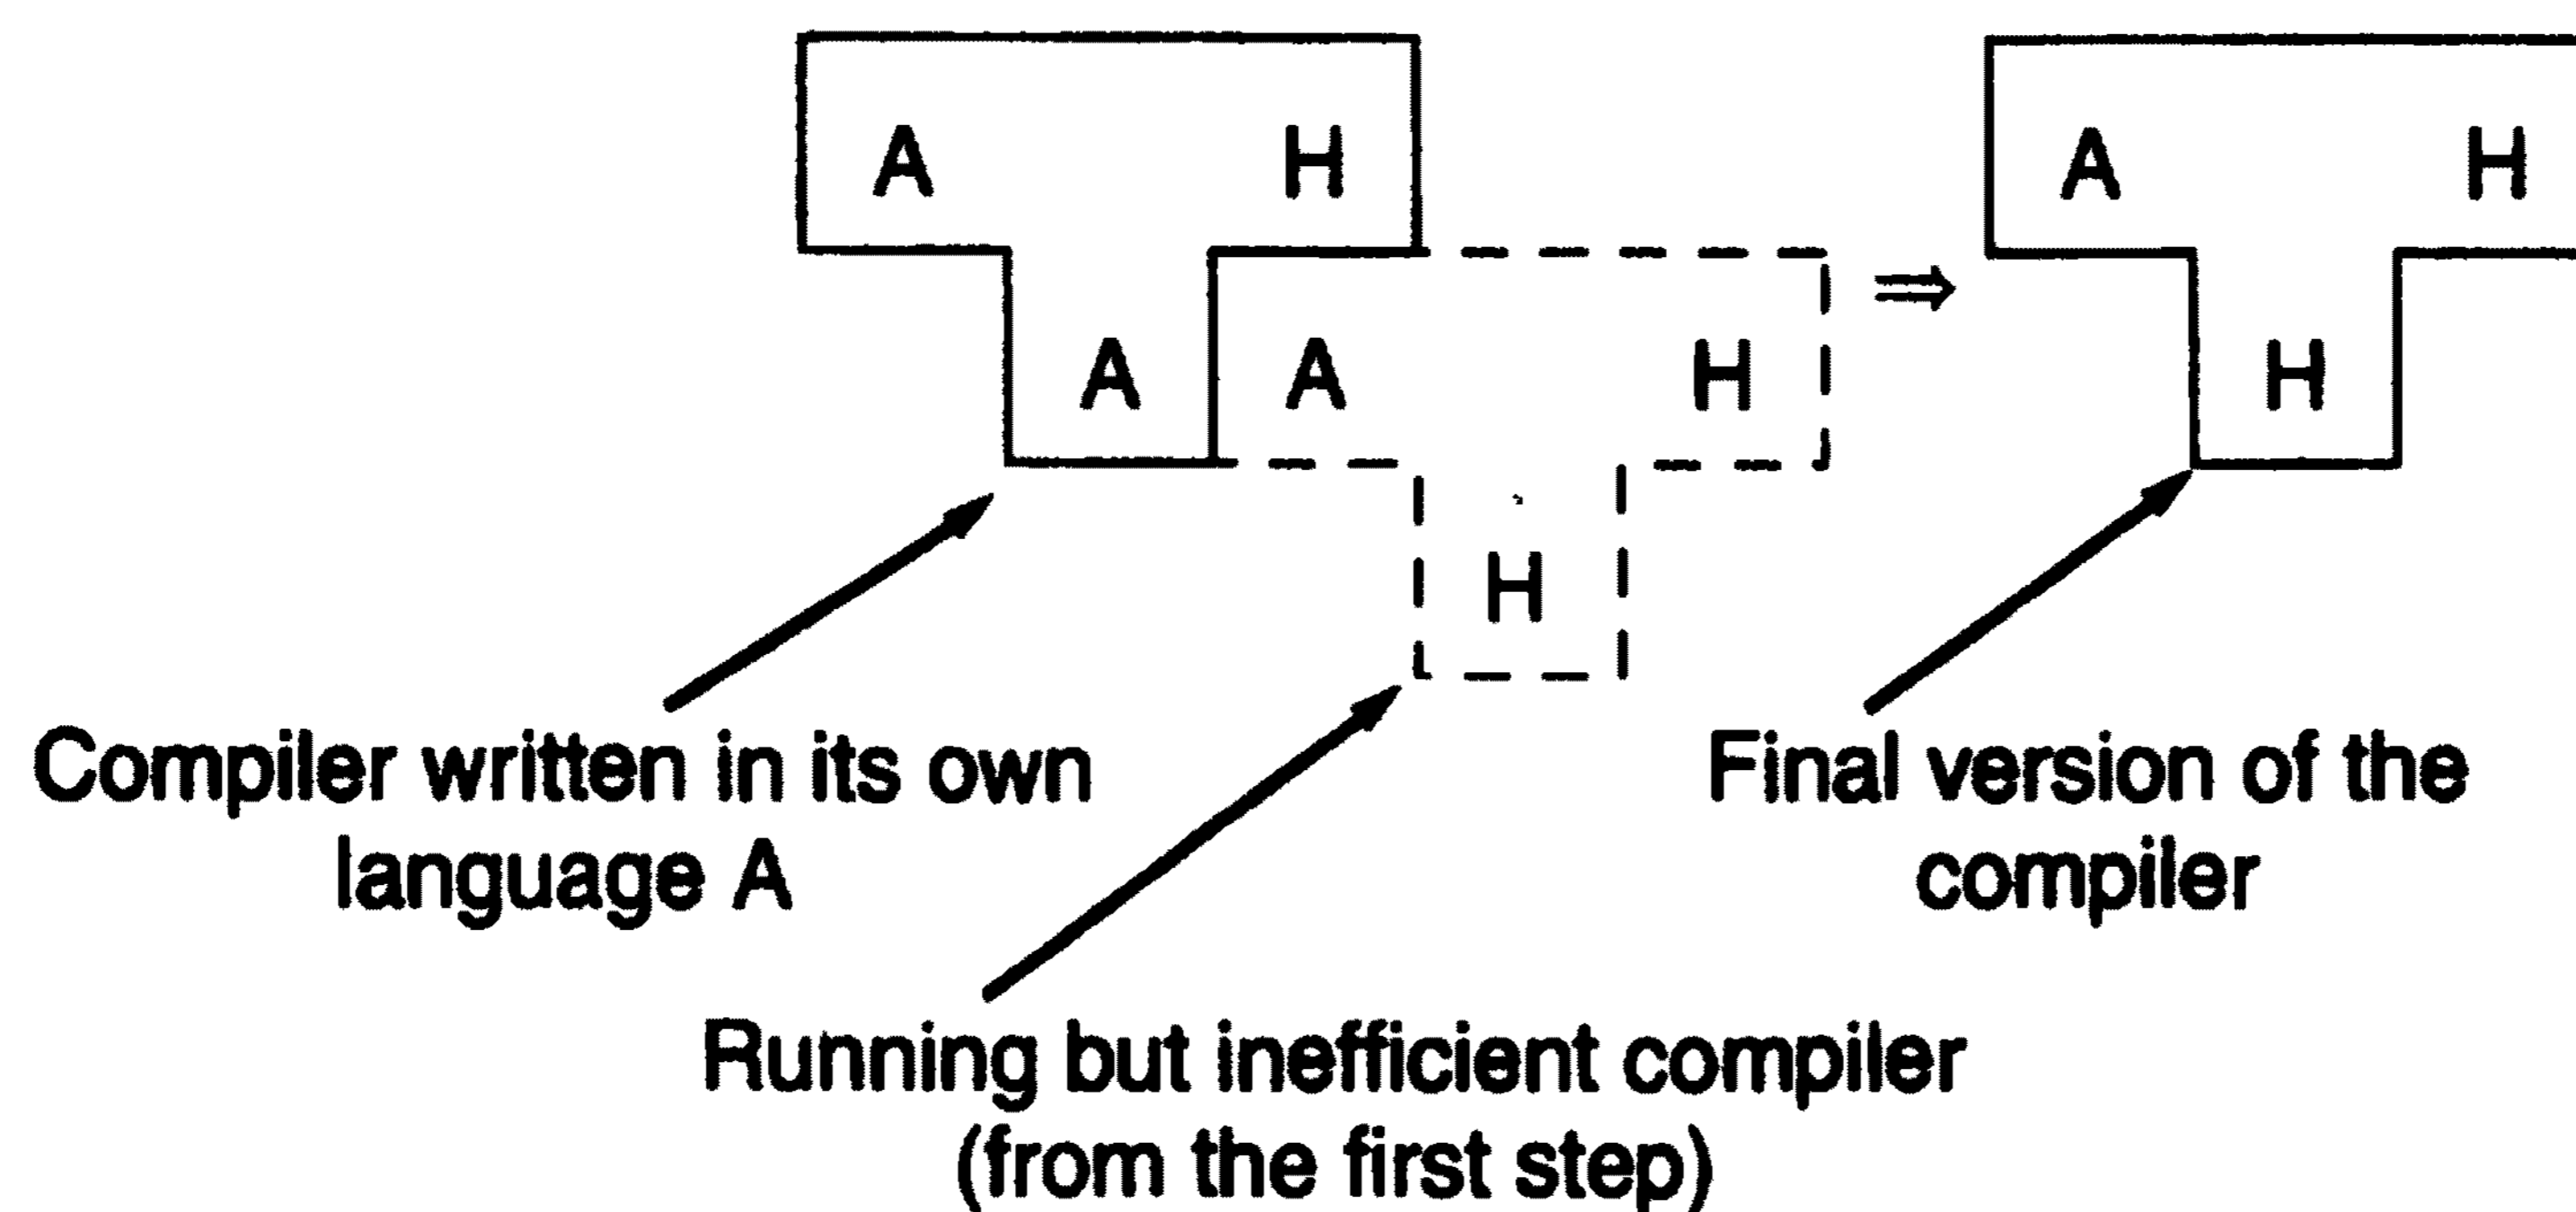 A H A H
A A H H
H
Compiler written in its own
language A
Final version of the
compiler
Running but inefficient compiler
(from the first step)